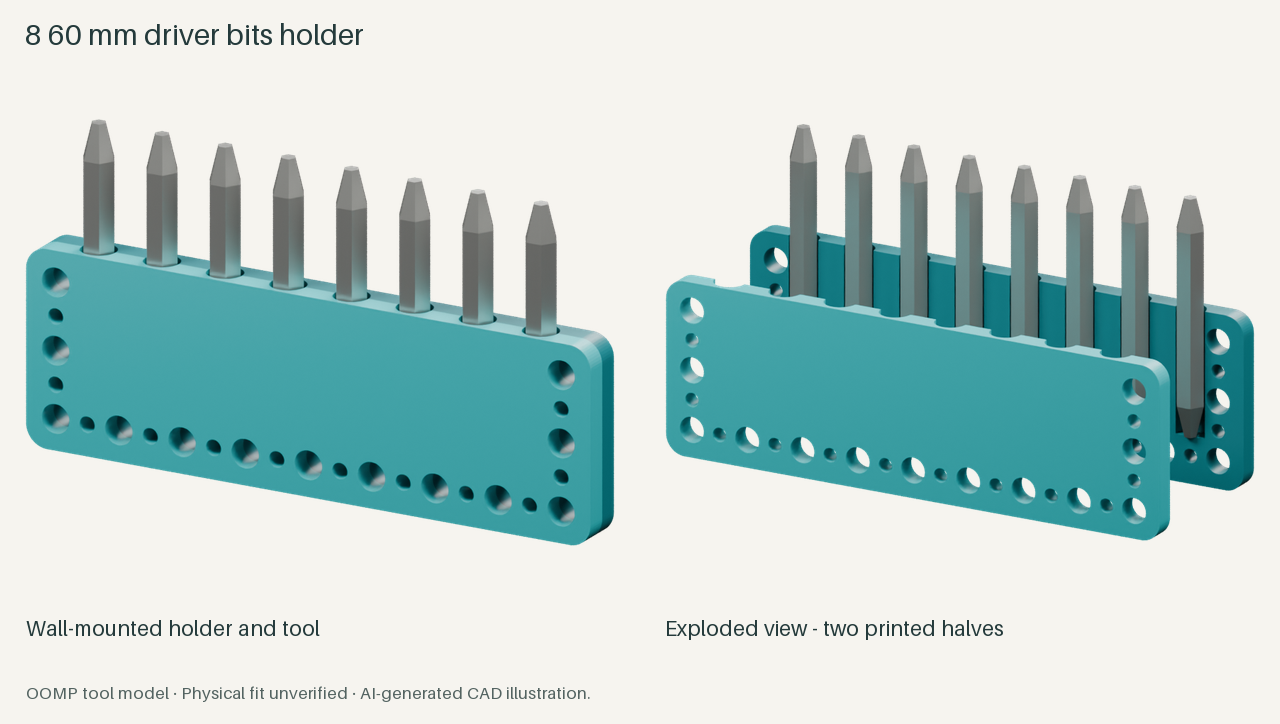 8 60 mm driver bits holder
Wall-mounted holder and tool
Exploded view - two printed halves
OOMP tool model · Physical fit unverified · AI-generated CAD illustration.